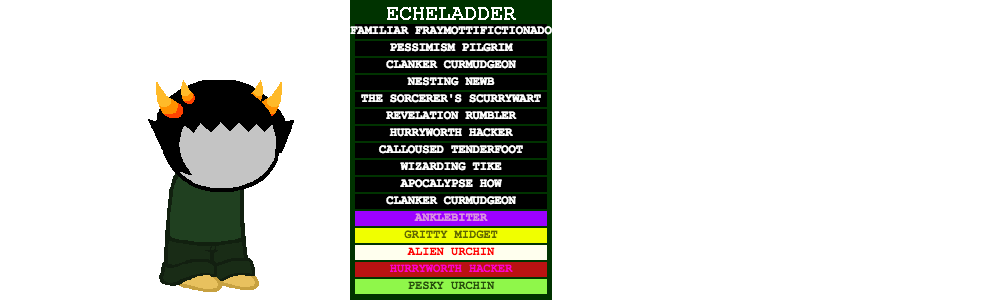 ECHELADDER
FAMILIAR FRAYMOTTIFICTIONADO
PESSIMISM PILGRIM
CLANKER CURMUDGEON
NESTING NEWB
THE SORCERER'S SCURRYWART
REVELATION RUMBLER
HURRYWORTH HACKER
CALLOUSED TENDERFOOT
WIZARDING TIKE
APOCALYPSE HOW
CLANKER CURMUDGEON
ANKLEBITER
GRITTY MIDGET
ALIEN URCHIN
HURRYWORTH HACKER
PESKY URCHIN